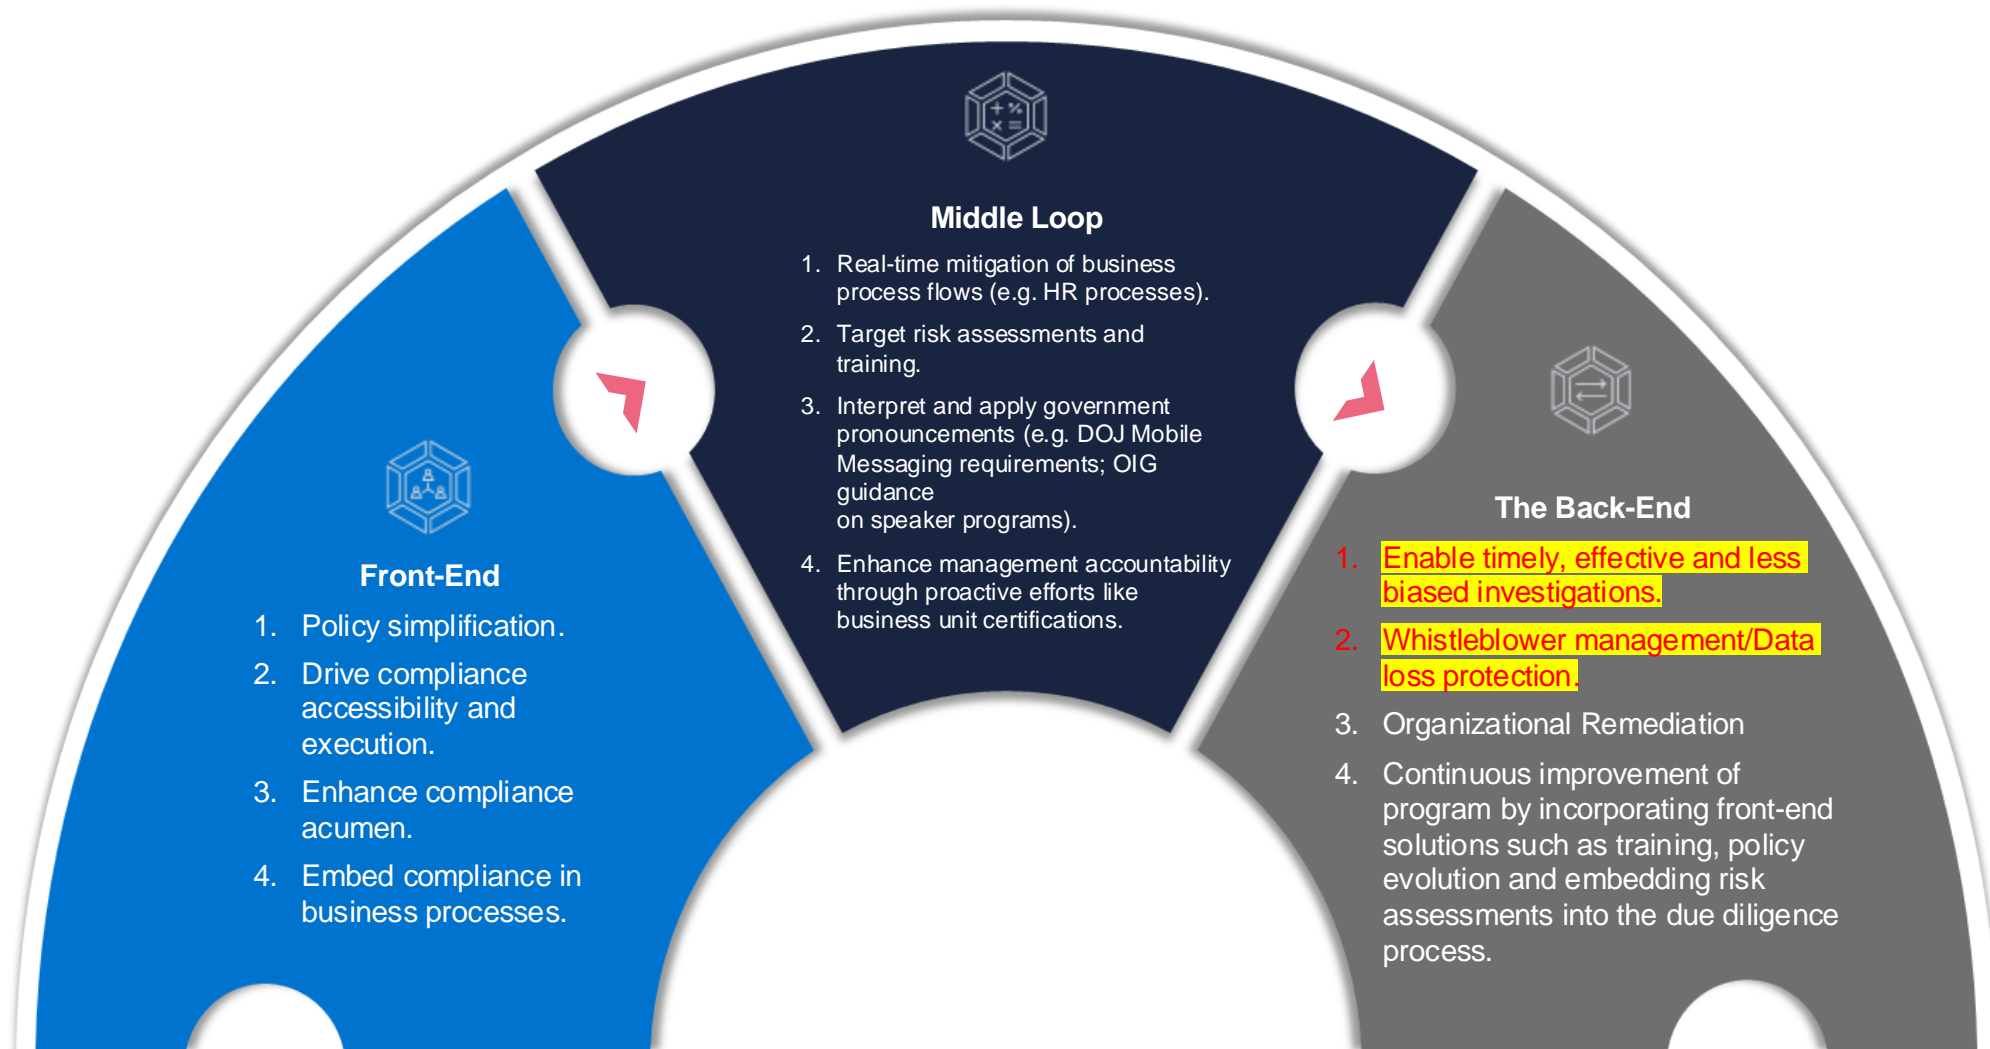 Middle Loop
1. Real-time mitigation of business
process flows (e.g. HR processes).
2. Target risk assessments and
training.
3. Interpret and apply government
pronouncements (e.g. DOJ Mobile
Messaging requirements; OIG
guidance
on speaker programs).
4. Enhance management accountability
through proactive efforts like
business unit certifications.
Front-End
1. Policy simplification.
2. Drive compliance
accessibility and
execution.
3. Enhance compliance
acumen.
4. Embed compliance in
business processes.
The Back-End
1. Enable timely, effective and less
biased investigations.
2. Whistleblower management/Data
loss protection.
3. Organizational Remediation
4. Continuous improvement of
program by incorporating front-end
solutions such as training, policy
evolution and embedding risk
assessments into the due diligence
process.